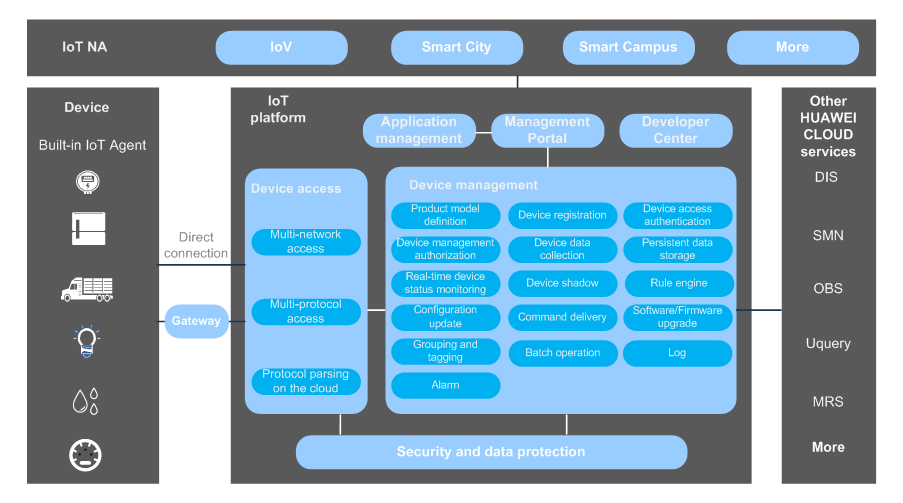 IoT NA
IoV
Smart City
Smart Campus
More
Device
Built-in IoT Agent
Direct
connection
Gateway
IoT
platform
Application
management
Management
Portal
Developer
Center
Device access
Multi-network
access
Multi-protocol
access
Protocol parsing
on the cloud
Device management
Product model
definition
Device registration
Device access
authentication
Device management
authorization
Device data
collection
Persistent data
storage
Real-time device
status monitoring
Device shadow
Rule engine
Configuration
update
Command delivery
Software/Firmware
upgrade
Grouping and
tagging
Batch operation
Log
Alarm
Security and data protection
Other
HUAWEI
CLOUD
services
DIS
SMN
OBS
Uquery
MRS
More